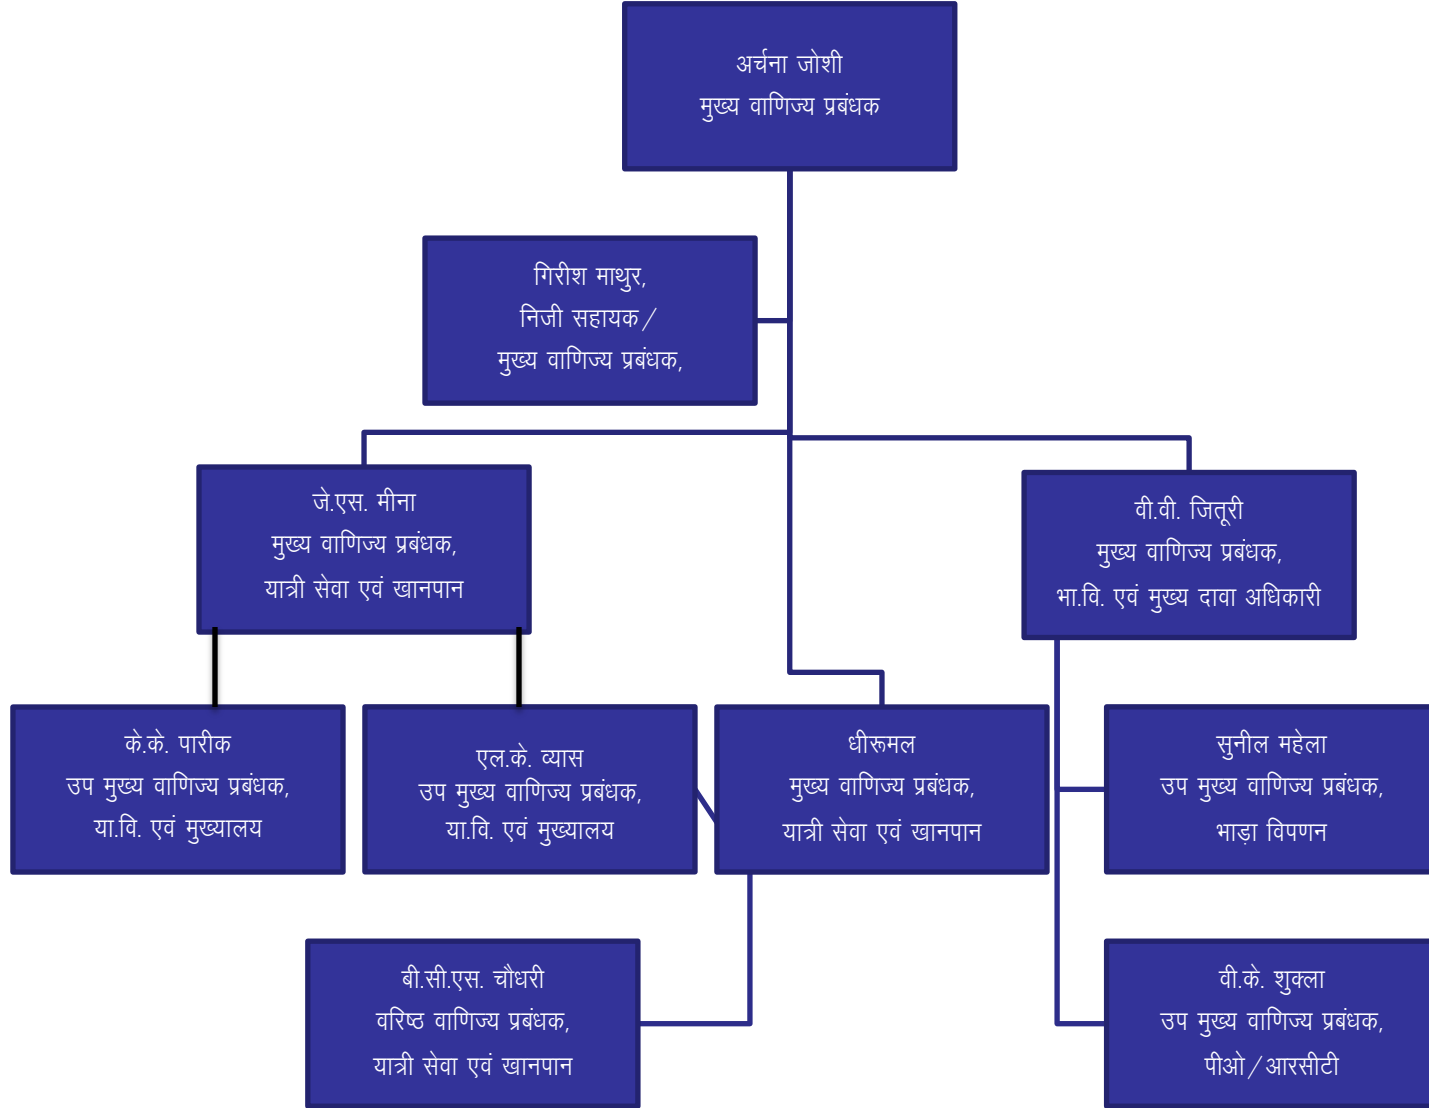 अर्चना जोशी
मुख्य वाणिज्य प्रबंधक
गिरीश माथुर,
निजी सहायक/
मुख्य वाणिज्य प्रबंधक,
जे.एस. मीना
मुख्य वाणिज्य प्रबंधक,
यात्री सेवा एवं खानपान
वी.वी. जितूरी
मुख्य वाणिज्य प्रबंधक,
भा.वि. एवं मुख्य दावा अधिकारी
के.के. पारीक
उप मुख्य वाणिज्य प्रबंधक,
या.वि. एवं मुख्यालय
एल.के. व्यास
उप मुख्य वाणिज्य प्रबंधक,
या.वि. एवं मुख्यालय
धीरूमल
मुख्य वाणिज्य प्रबंधक,
यात्री सेवा एवं खानपान
सुनील महेला
उप मुख्य वाणिज्य प्रबंधक,
भाड़ा विपणन
बी.सी.एस. चौधरी
वरिष्ठ वाणिज्य प्रबंधक,
यात्री सेवा एवं खानपान
वी.के. शुक्ला
उप मुख्य वाणिज्य प्रबंधक,
पीओ/आरसीटी